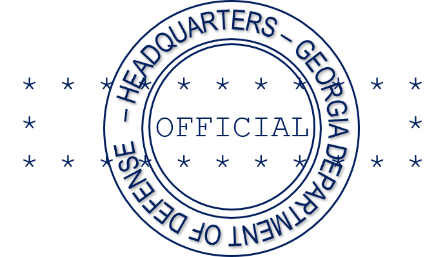 – HEADQUARTERS – GEORGIA DEPARTMENT OF DEFENSE
* * * * * * * * * * *
* OFFICIAL *
* * * * * * * * * * *